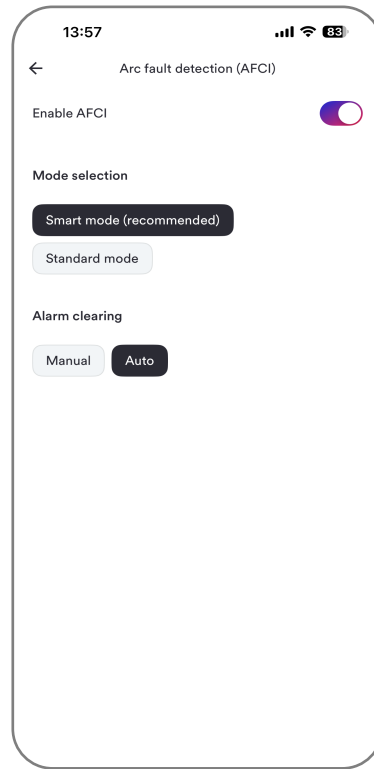 13:57
83
Arc fault detection (AFCI)
Enable AFCI
Mode selection
Smart mode (recommended)
Standard mode
Alarm clearing
Manual Auto